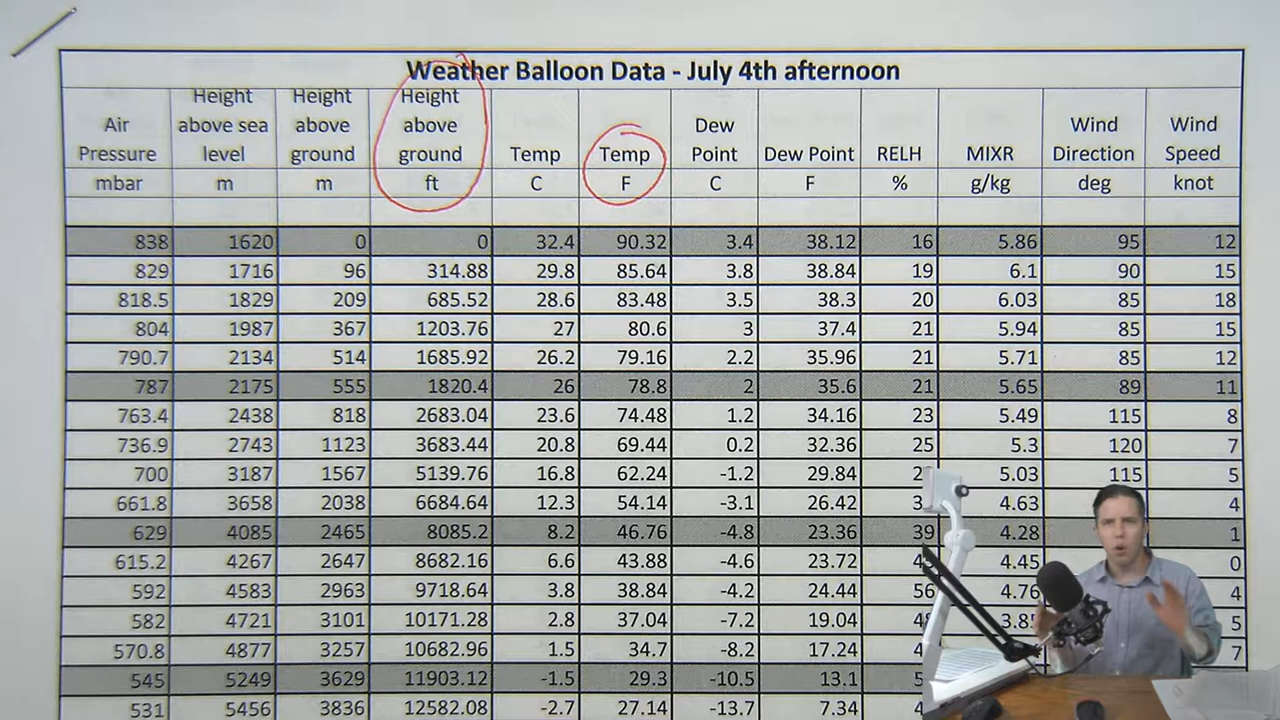 Weather Balloon Data - July 4th afternoon
Air Pressure Height above sea level Height above ground Height above ground Temp Temp Dew Point Dew Point RELH MIXR Wind Direction Wind Speed
mbar m m ft C F C F % g/kg deg knot
838 1620 0 0 32.4 90.32 3.4 38.12 16 5.86 95 12
829 1716 96 314.88 29.8 85.64 3.8 38.84 19 6.1 90 15
818.5 1829 209 685.52 28.6 83.48 3.5 38.3 20 6.03 85 18
804 1987 367 1203.76 27 80.6 3 37.4 21 5.94 85 15
790.7 2134 514 1685.92 26.2 79.16 2.2 35.96 21 5.71 85 12
787 2175 555 1820.4 26 78.8 2 35.6 21 5.65 89 11
763.4 2438 818 2683.04 23.6 74.48 1.2 34.16 23 5.49 115 8
736.9 2743 1123 3683.44 20.8 69.44 0.2 32.36 25 5.3 120 7
700 3187 1567 5139.76 16.8 62.24 -1.2 29.84 5.03 115 5
661.8 3658 2038 6684.64 12.3 54.14 -3.1 26.42 4.63 4
629 4085 2465 8085.2 8.2 46.76 -4.8 23.36 39 4.28 1
615.2 4267 2647 8682.16 6.6 43.88 -4.6 23.72 4.45 0
592 4583 2963 9718.64 3.8 38.84 -4.2 24.44 56 4.76 4
582 4721 3101 10171.28 2.8 37.04 -7.2 19.04 5
570.8 4877 3257 10682.96 1.5 34.7 -8.2 17.24 7
545 5249 3629 11903.12 -1.5 29.3 -10.5 13.1
531 5456 3836 12582.08 -2.7 27.14 -13.7 7.34